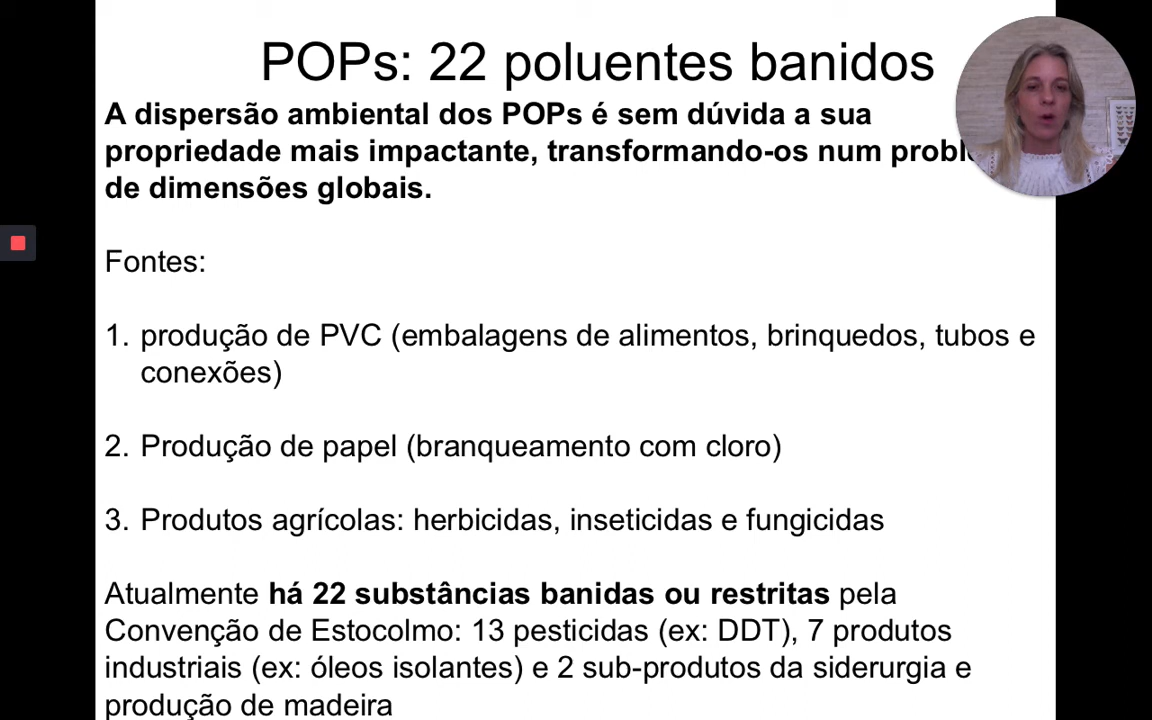 POPs: 22 poluentes banidos
A dispersão ambiental dos POPs é sem dúvida a sua
propriedade mais impactante, transformando-os num
de dimensões globais.
Fontes:
1. produção de PVC (embalagens de alimentos, brinquedos, tubos e
conexões)
2. Produção de papel (branqueamento com cloro)
3. Produtos agrícolas: herbicidas, inseticidas e fungicidas
Atualmente há 22 substâncias banidas ou restritas pela
Convenção de Estocolmo: 13 pesticidas (ex: DDT), 7 produtos
industriais (ex: óleos isolantes) e 2 sub-produtos da siderurgia e
produção de madeira